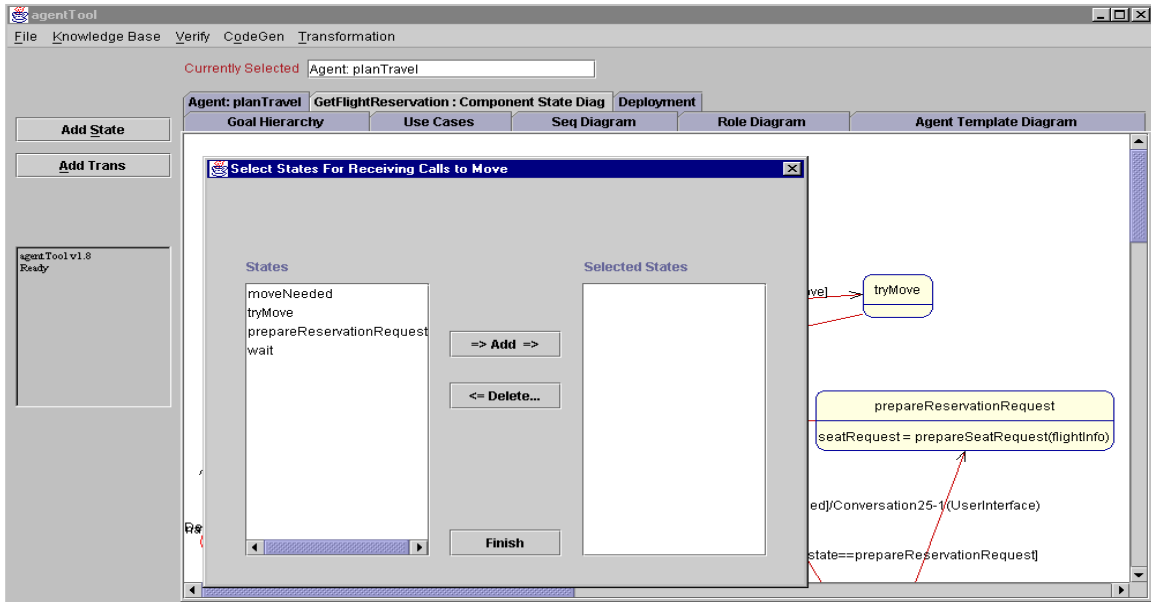 agentTool
File Knowledge Base Verify CodeGen Transformation
Currently Selected Agent: planTravel
Agent: planTravel GetFlightReservation : Component State Diag Deployment
Goal Hierarchy Use Cases Seq Diagram Role Diagram Agent Template Diagram
Add State
Add Trans
agentTool v1.8
Ready
Select States For Receiving Calls to Move
States
moveNeeded
tryMove
prepareReservationRequest
wait
=> Add =>
<= Delete...
Finish
Selected States
ve]
tryMove
prepareReservationRequest
seatRequest = prepareSeatRequest(flightInfo)
ed]/Conversation25-1(UserInterface)
state==prepareReservationRequest]